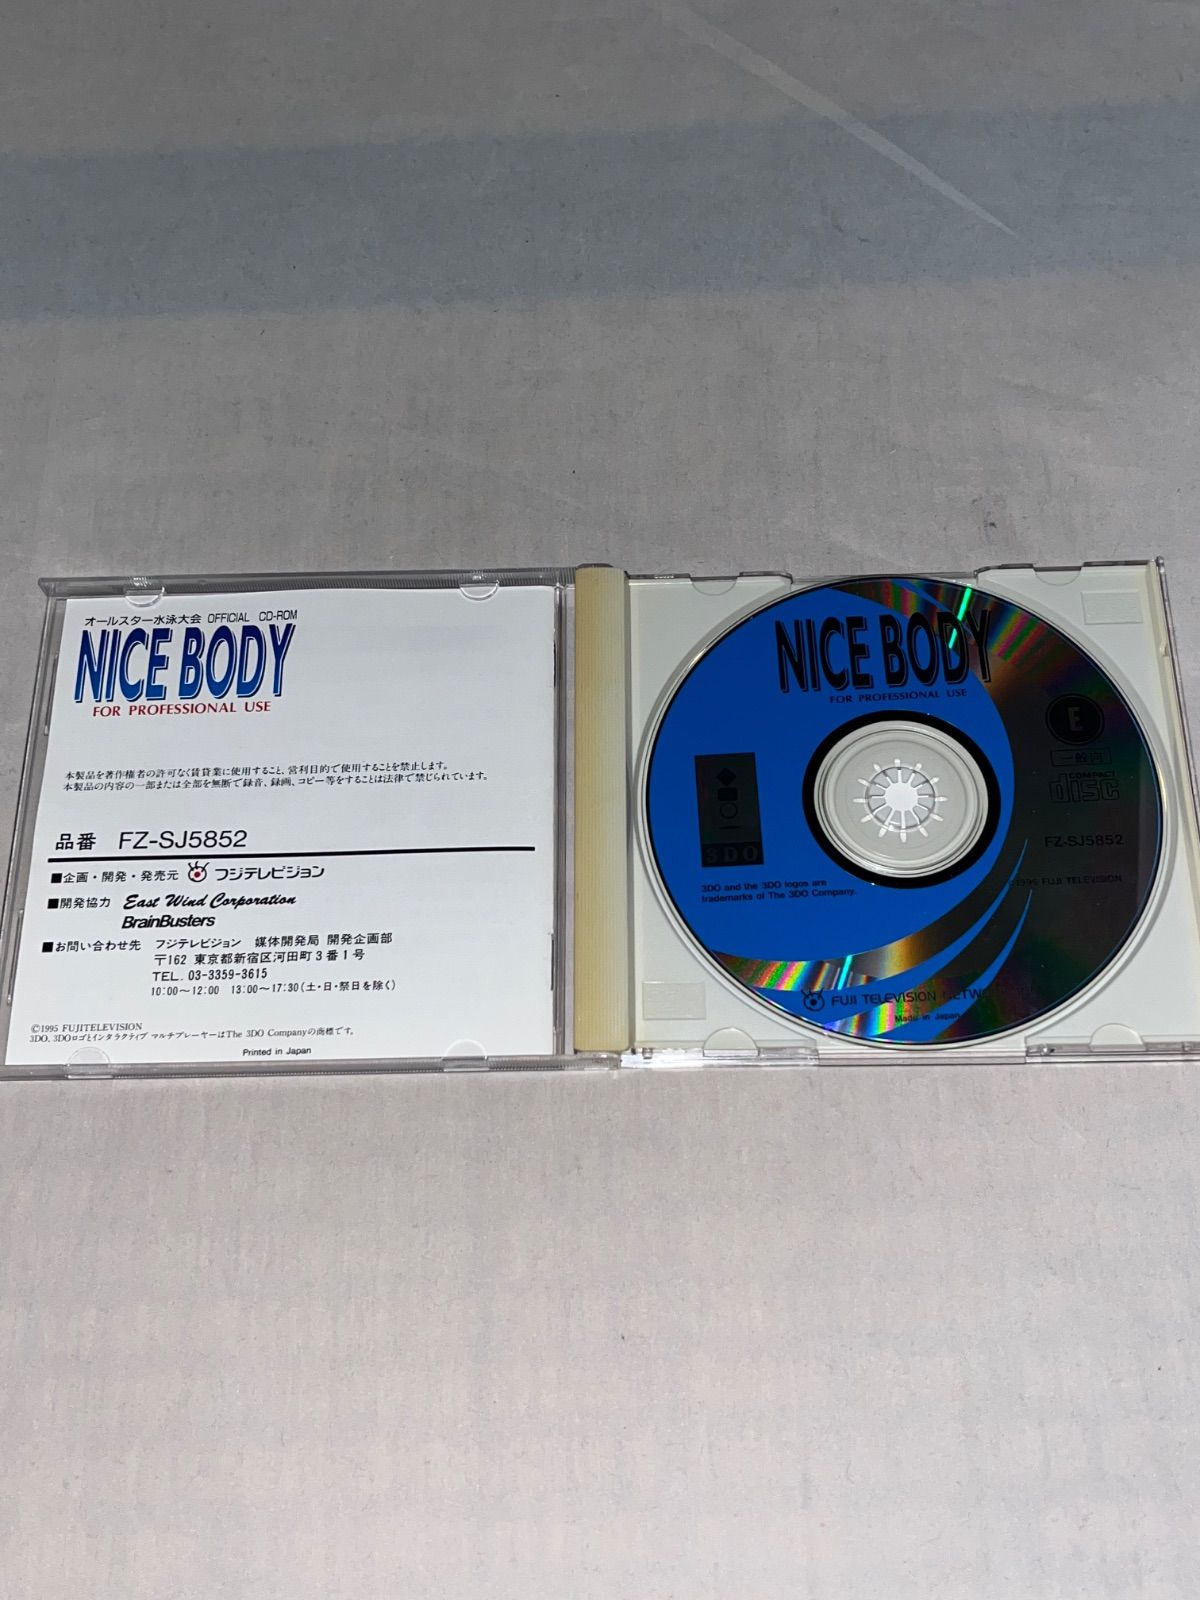 オールスター水泳大会 OFFICIAL CD-ROM
NICE BODY
FOR PROFESSIONAL USE
本製品を著作権者の許可なく賃貸業に使用すること、営利目的で使用することを禁止します。
本製品の内容の一部または全部を無断で録音、録画、コピー等をすることは法律で禁じられています。
品番 FZ-SJ5852
■企画・開発・発売元 フジテレビジョン
■開発協力 East Wind Corporation
BrainBusters
■お問い合わせ先 フジテレビジョン 媒体開発局 開発企画部
〒162 東京都新宿区河田町3番1号
TEL. 03-3359-3615
10:00〜12:00 13:00〜17:30(土・日・祭日を除く)
©1995 FUJITELEVISION
3DO, 3DOロゴとインタラクティブ マルチプレーヤーはThe 3DO Companyの商標です。
Printed in Japan
NICE BODY
FOR PROFESSIONAL USE
E
一般向
COMPACT
disc
3DO
FZ-SJ5852
©1995 FUJI TELEVISION
3DO and the 3DO logos are
trademarks of The 3DO Company.
FUJI TELEVISION NETW
Made in Japan